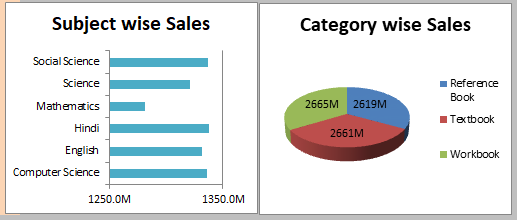 Subject wise Sales
Social Science
Science
Mathematics
Hindi
English
Computer Science
1250.0M 1350.0M
Category wise Sales
2665M 2619M
2661M
Reference
Book
Textbook
Workbook